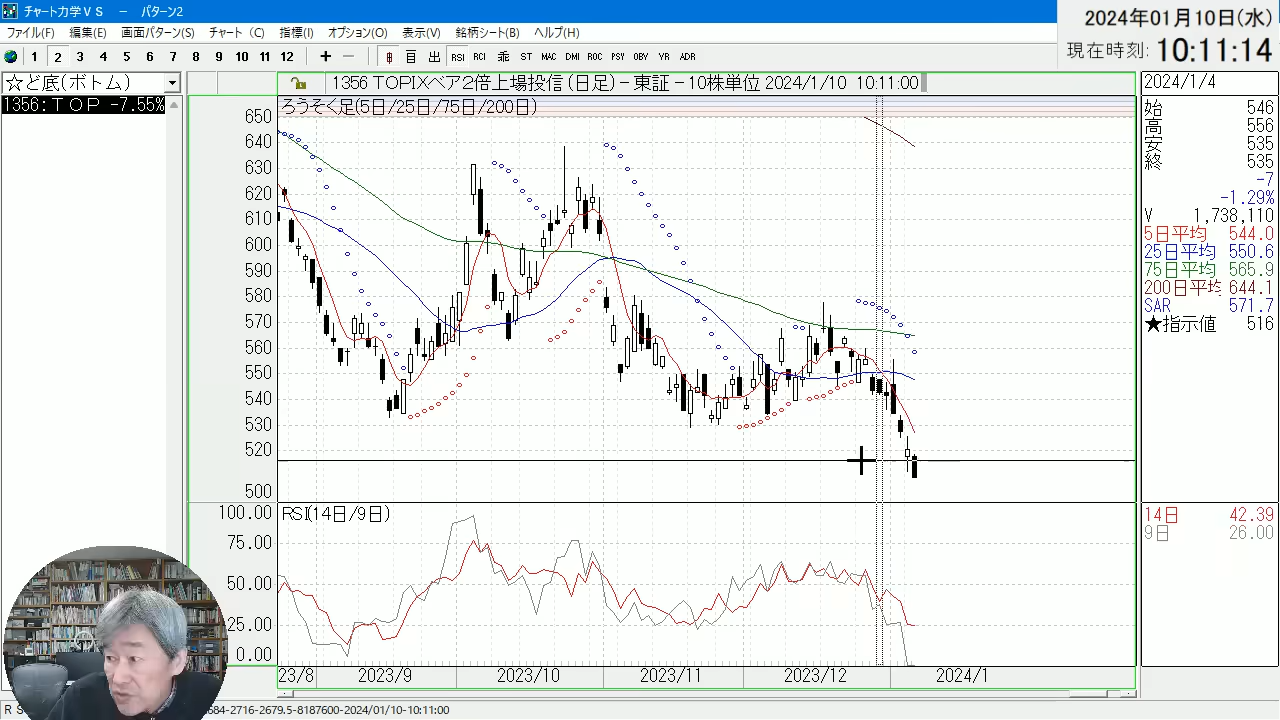 チャート力学ＶＳ － パターン2
2024年01月10日(水)
現在時刻: 10:11:14
ファイル(F) 編集(E) 画面パターン(S) チャート (C) 指標(I) オプション(O) 表示(V) 銘柄シート(B) ヘルプ(H)
1 2 3 4 5 6 7 8 9 10 11 12 + － 日 出 RSI RCI 乖 ST MAC DMI ROC PSY OBV YR ADR
☆ど底(ボトム)
1356:TOP -7.55%
1356 TOPIXベア2倍上場投信 (日足)－東証－10株単位 2024/1/10 10:11:00
ろうそく足(5日/25日/75日/200日)
650
640
630
620
610
600
590
580
570
560
550
540
530
520
500
RSI(14日/9日)
100.00
75.00
50.00
25.00
0.00
23/8 2023/9 2023/10 2023/11 2023/12 2024/1
2024/1/4
始 546
高 556
安 535
終 535
-7
-1.29%
V 1,738,110
5日平均 544.0
25日平均 550.6
75日平均 565.9
200日平均 644.1
SAR 571.7
★指示値 516
14日 42.39
9日 26.00
R S 684-2716-2679.5-8187600-2024/01/10-10:11:00